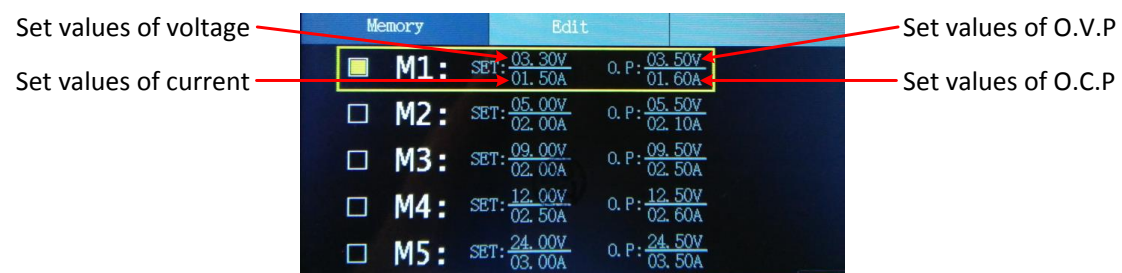 Set values of voltage
Set values of current
Memory Edit
M1: SET: 03.30V 01.50A O.P: 03.50V 01.60A
M2: SET: 05.00V 02.00A O.P: 05.50V 02.10A
M3: SET: 09.00V 02.00A O.P: 09.50V 02.50A
M4: SET: 12.00V 02.50A O.P: 12.50V 02.60A
M5: SET: 24.00V 03.00A O.P: 24.50V 03.50A
Set values of O.V.P
Set values of O.C.P